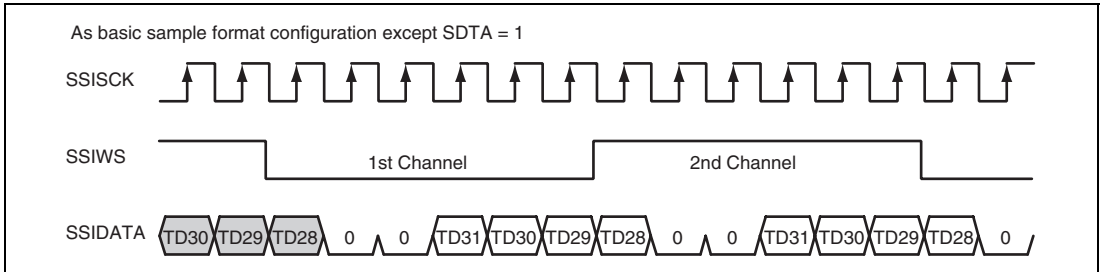 As basic sample format configuration except SDTA = 1
SSISCK
SSIWS 1st Channel 2nd Channel
SSIDATA TD30 TD29 TD28 0 0 TD31 TD30 TD29 TD28 0 0 TD31 TD30 TD29 TD28 0